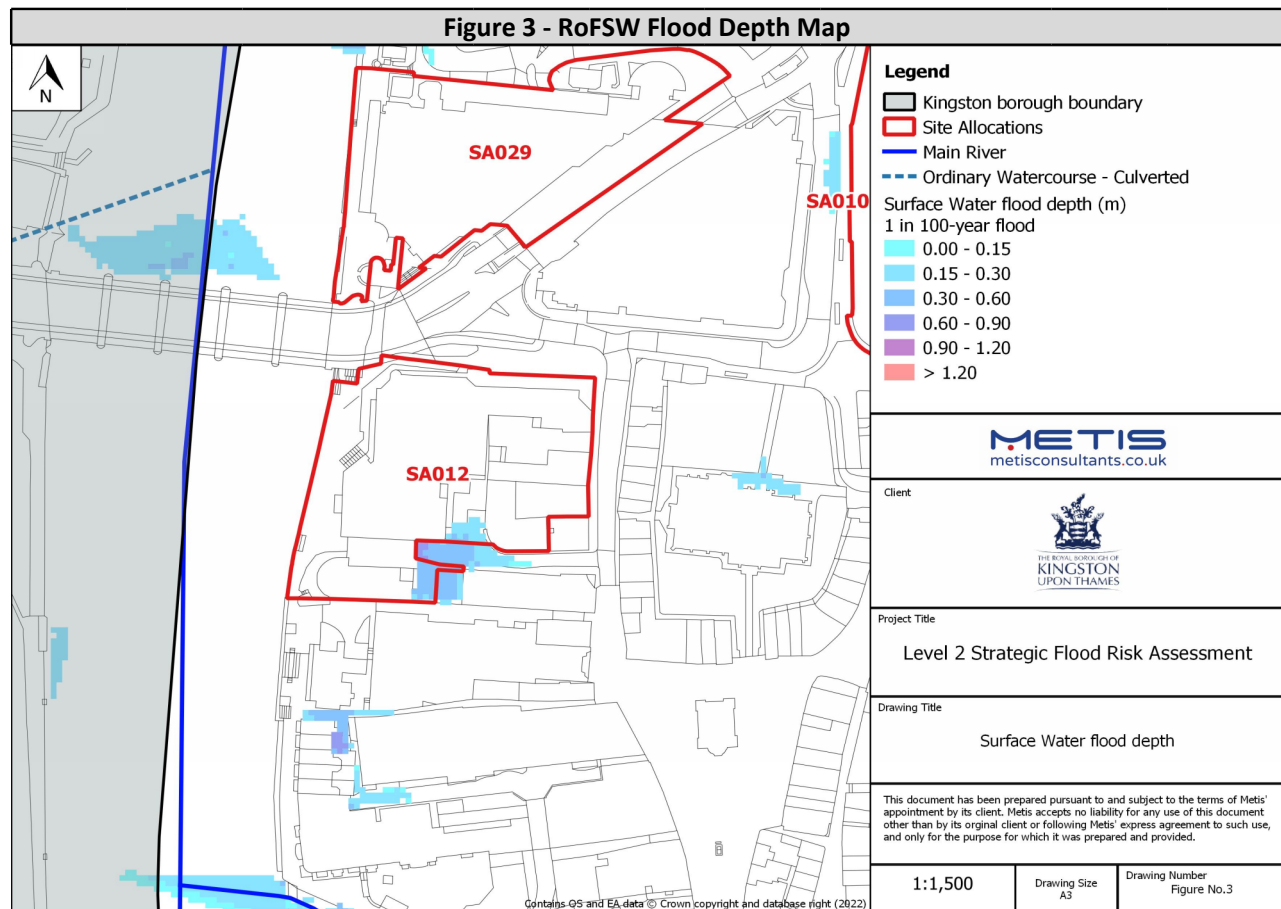 Figure 3 - RoFSW Flood Depth Map
N
SA029
SA010
SA012
Contains OS and EA data © Crown copyright and database right (2022)
Legend
Kingston borough boundary
Site Allocations
Main River
Ordinary Watercourse - Culverted
Surface Water flood depth (m)
1 in 100-year flood
0.00 - 0.15
0.15 - 0.30
0.30 - 0.60
0.60 - 0.90
0.90 - 1.20
> 1.20
METIS
metisconsultants.co.uk
Client
THE ROYAL BOROUGH OF
KINGSTON
UPON THAMES
Project Title
Level 2 Strategic Flood Risk Assessment
Drawing Title
Surface Water flood depth
This document has been prepared pursuant to and subject to the terms of Metis'
appointment by its client. Metis accepts no liability for any use of this document
other than by its orginal client or following Metis' express agreement to such use,
and only for the purpose for which it was prepared and provided.
1:1,500
Drawing Size
A3
Drawing Number
Figure No.3